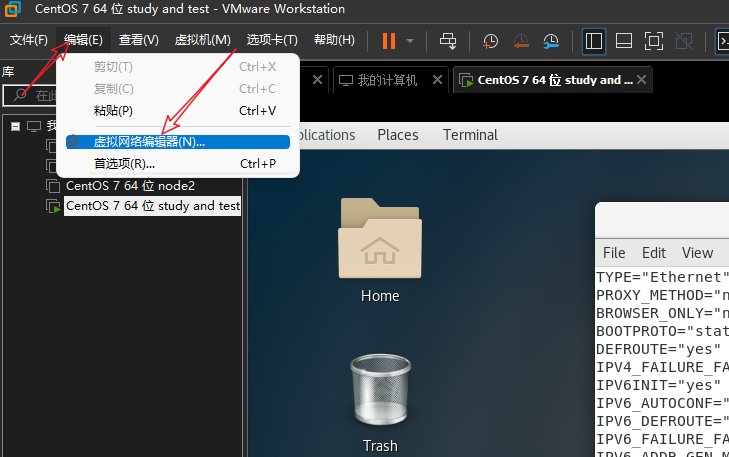 CentOS 7 64 位 study and test - VMware Workstation
文件(F) 编辑(E) 查看(V) 虚拟机(M) 选项卡(T) 帮助(H)
库
在此
剪切(T) Ctrl+X
复制(C) Ctrl+C
粘贴(P) Ctrl+V
虚拟网络编辑器(N)...
首选项(R)... Ctrl+P
我的计算机
CentOS 7 64 位 study and ...
我
CentOS 7 64 位 node2
CentOS 7 64 位 study and test
plications Places Terminal
Home
Trash
File Edit View
TYPE="Ethernet"
PROXY_METHOD="n
BROWSER_ONLY="n
BOOTPROTO="stat
DEFROUTE="yes"
IPV4_FAILURE_FA
IPV6INIT="yes"
IPV6_AUTOCONF="
IPV6_DEFROUTE="
IPV6_FAILURE_FA
IPV6_ADDR_GEN_M